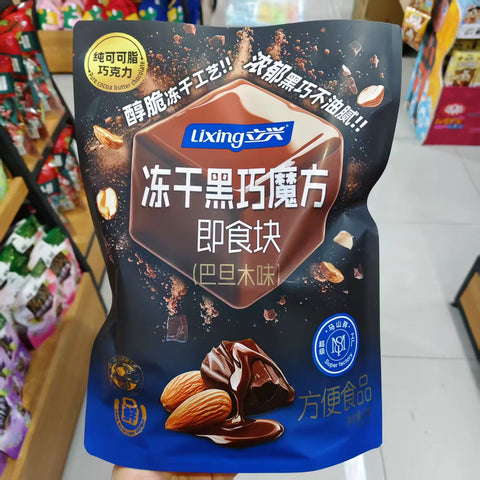 纯可可脂
巧克力
Pure cocoa butter chocolate
醇脆冻干工艺!!
浓郁黑巧不油腻!!
Lixing立兴
冻干黑巧魔方
即食块
(巴旦木味)
Super factory
方便食品